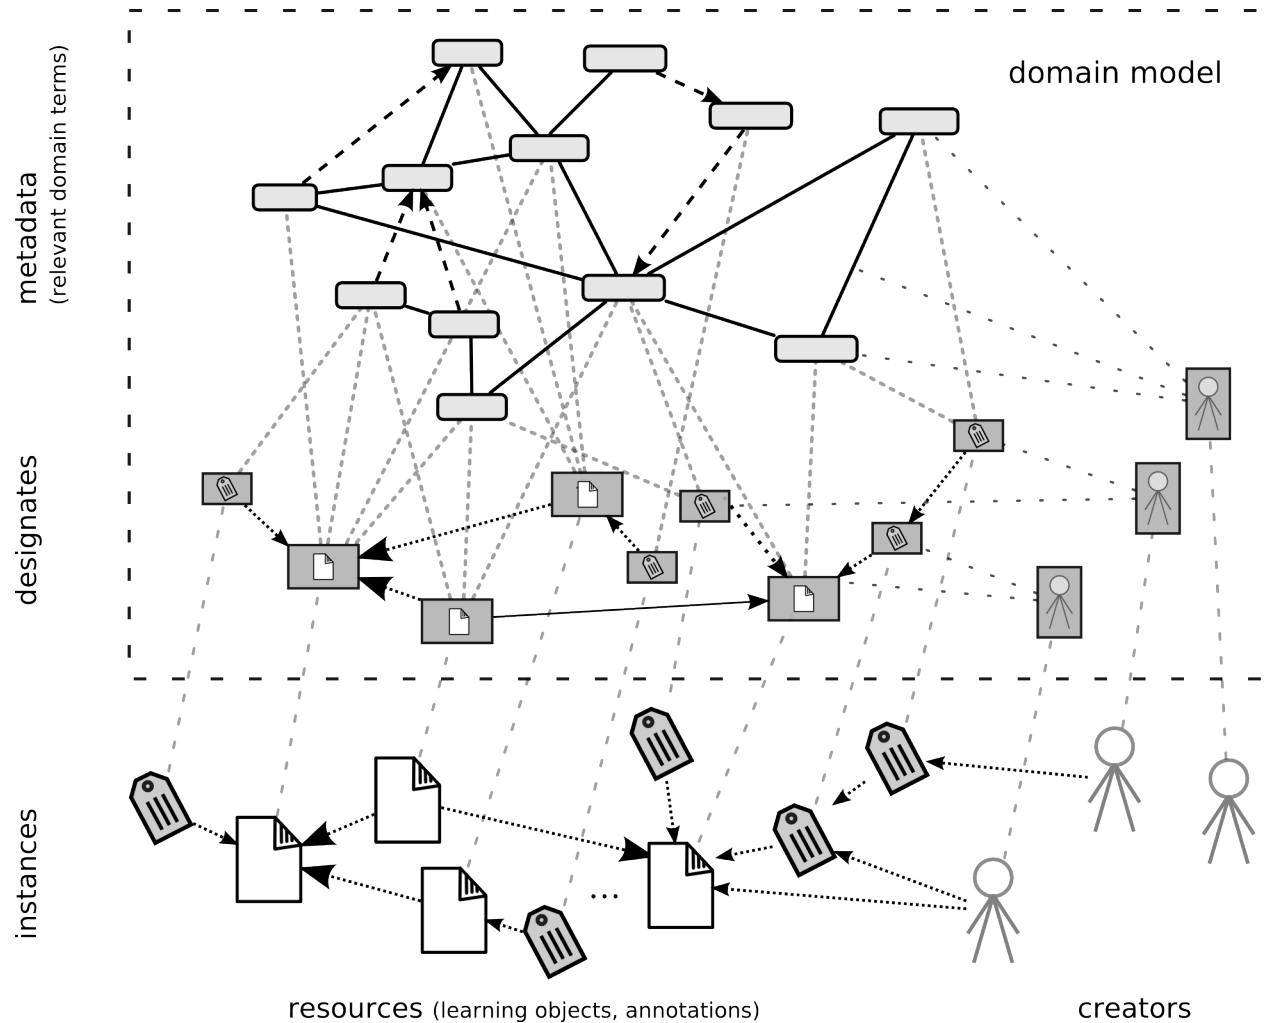 domain model
metadata
(relevant domain terms)
designates
instances
...
resources (learning objects, annotations)
creators